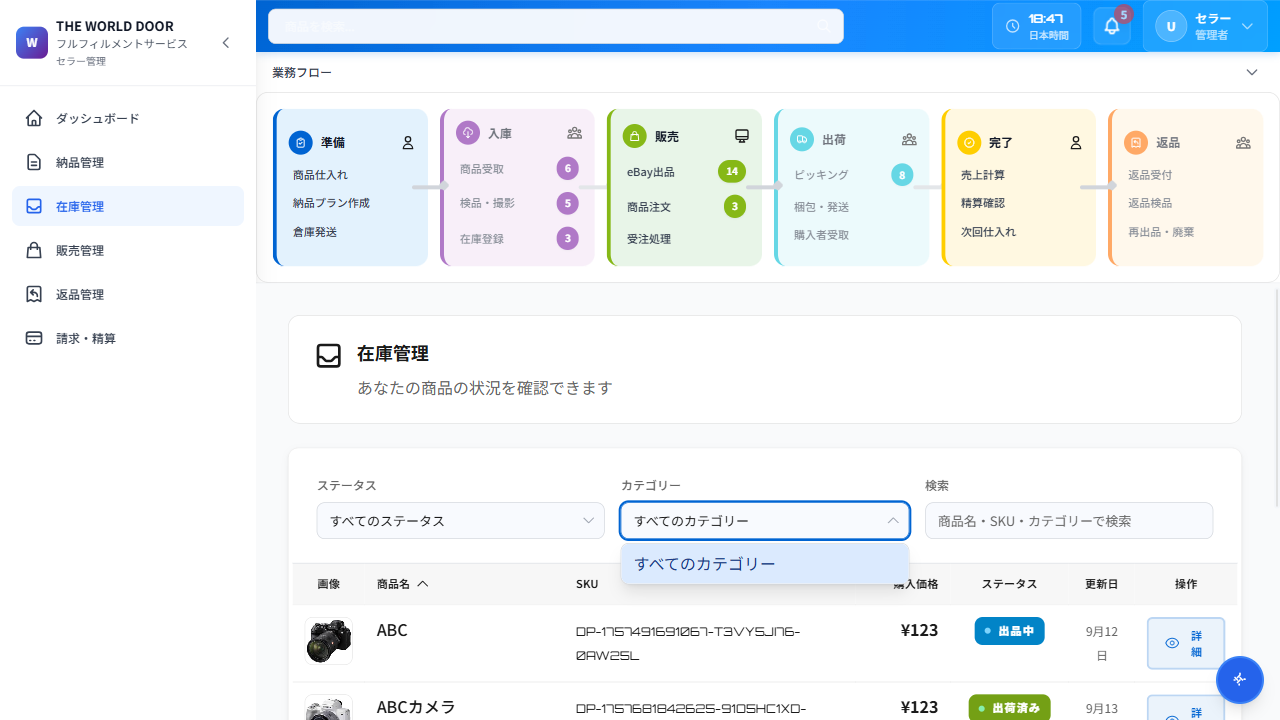 W
THE WORLD DOOR
フルフィルメントサービス
セラー管理
ダッシュボード
納品管理
在庫管理
販売管理
返品管理
請求・精算
商品を検索...
18:47
日本時間
5
U
セラー
管理者
業務フロー
準備
商品仕入れ
納品プラン作成
倉庫発送
入庫
商品受取
6
検品・撮影
5
在庫登録
3
販売
eBay出品
14
商品注文
3
受注処理
出荷
ピッキング
8
梱包・発送
購入者受取
完了
売上計算
精算確認
次回仕入れ
返品
返品受付
返品検品
再出品・廃棄
在庫管理
あなたの商品の状況を確認できます
ステータス
すべてのステータス
カテゴリー
すべてのカテゴリー
すべてのカテゴリー
検索
商品名・SKU・カテゴリーで検索
画像
商品名
SKU
購入価格
ステータス
更新日
操作
ABC
DP-1757491691067-T3VY5JI76-
0AW25L
¥123
出品中
9月12
日
詳
細
ABCカメラ
DP-1757681842625-9105HC1XO-
¥123
出荷済み
9月13
詳